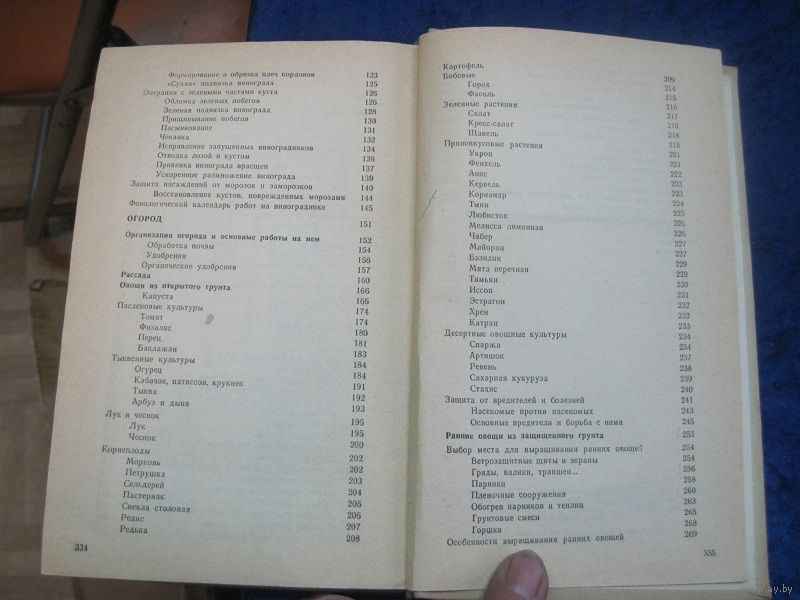 Формирование и обрезка плеч кордонов 123
«Сухая» подвязка винограда 125
Операции с зелеными частями куста 126
Обломка зеленых побегов 126
Зеленая подвязка винограда 128
Прищипывание побегов 130
Пасынкование 131
Чеканка 132
Исправление запущенных виноградников 134
Отводка лозой и кустом 136
Прививка винограда врасщеп 137
Ускоренное размножение винограда 139
Защита насаждений от морозов и заморозков 140
Восстановление кустов, поврежденных морозами 144
Фенологический календарь работ на винограднике 145
ОГОРОД 151
Организация огорода и основные работы на нем 152
Обработка почвы 154
Удобрения 156
Органические удобрения 157
Рассада 160
Овощи из открытого грунта 166
Капуста 166
Пасленовые культуры 174
Томат 174
Физалис 180
Перец 181
Баклажан 183
Тыквенные культуры 184
Огурец 184
Кабачок, патиссон, крукнек 191
Тыква 192
Арбуз и дыня 193
Лук и чеснок 195
Лук 195
Чеснок 200
Корнеплоды 202
Морковь 202
Петрушка 203
Сельдерей 204
Пастернак 205
Свекла столовая 206
Редис 207
Редька 208
334
Картофель 209
Бобовые 214
Горох 215
Фасоль 216
Зеленные растения 217
Салат 218
Кресс-салат 218
Щавель 218
Пряновкусовые растения 221
Укроп 221
Фенхель 222
Анис 223
Кервель 223
Кориандр 224
Тмин 225
Любисток 226
Мелисса лимонная 226
Чабер 227
Майоран 227
Базилик 229
Мята перечная 229
Тимьян 230
Иссоп 231
Эстрагон 232
Хрен 232
Катран 233
Десертные овощные культуры 234
Спаржа 234
Артишок 237
Ревень 238
Сахарная кукуруза 239
Стахис 240
Защита от вредителей и болезней 241
Насекомые против насекомых 243
Основные вредители и борьба с ними 245
Ранние овощи из защищенного грунта 253
Выбор места для выращивания ранних овощей 254
Ветрозащитные щиты и экраны 254
Гряды, валики, траншеи... 256
Парники 258
Пленочные сооружения 260
Обогрев парников и теплиц 263
Грунтовые смеси 265
Горшки 268
Особенности выращивания ранних овощей 269
335